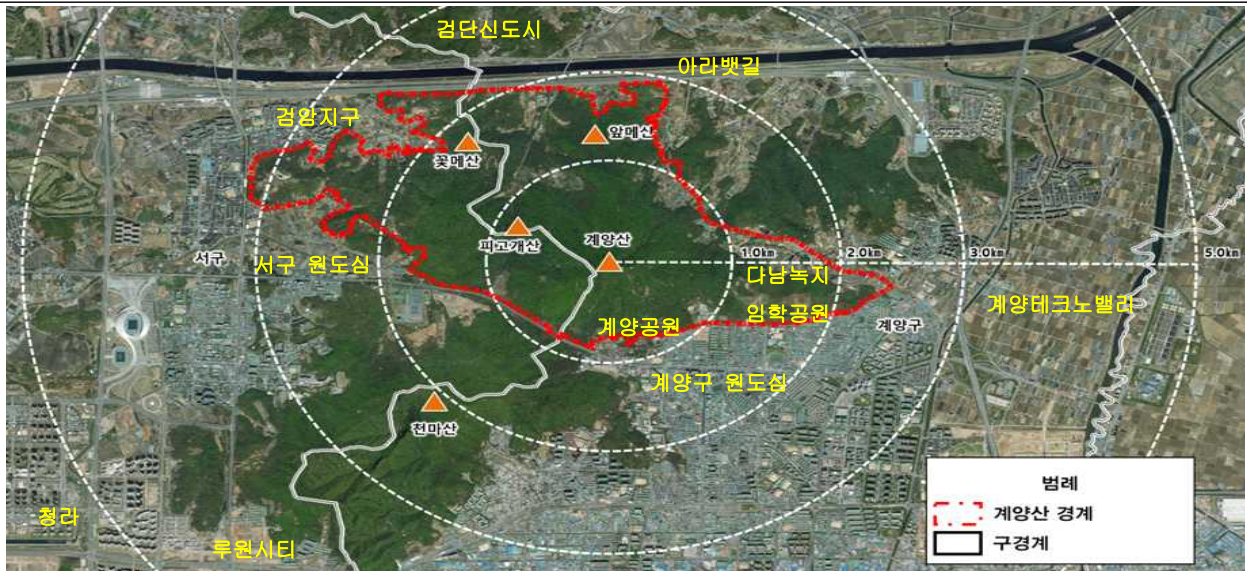 검단신도시
아라뱃길
검암지구
앞메산
꽃메산
피고개산
계양산
1.0km
2.0km
3.0km
5.0km
서구
서구 원도심
다남녹지
계양테크노밸리
계양공원
임학공원
계양구
계양구 원도심
천마산
청라
루원시티
범례
계양산 경계
구경계